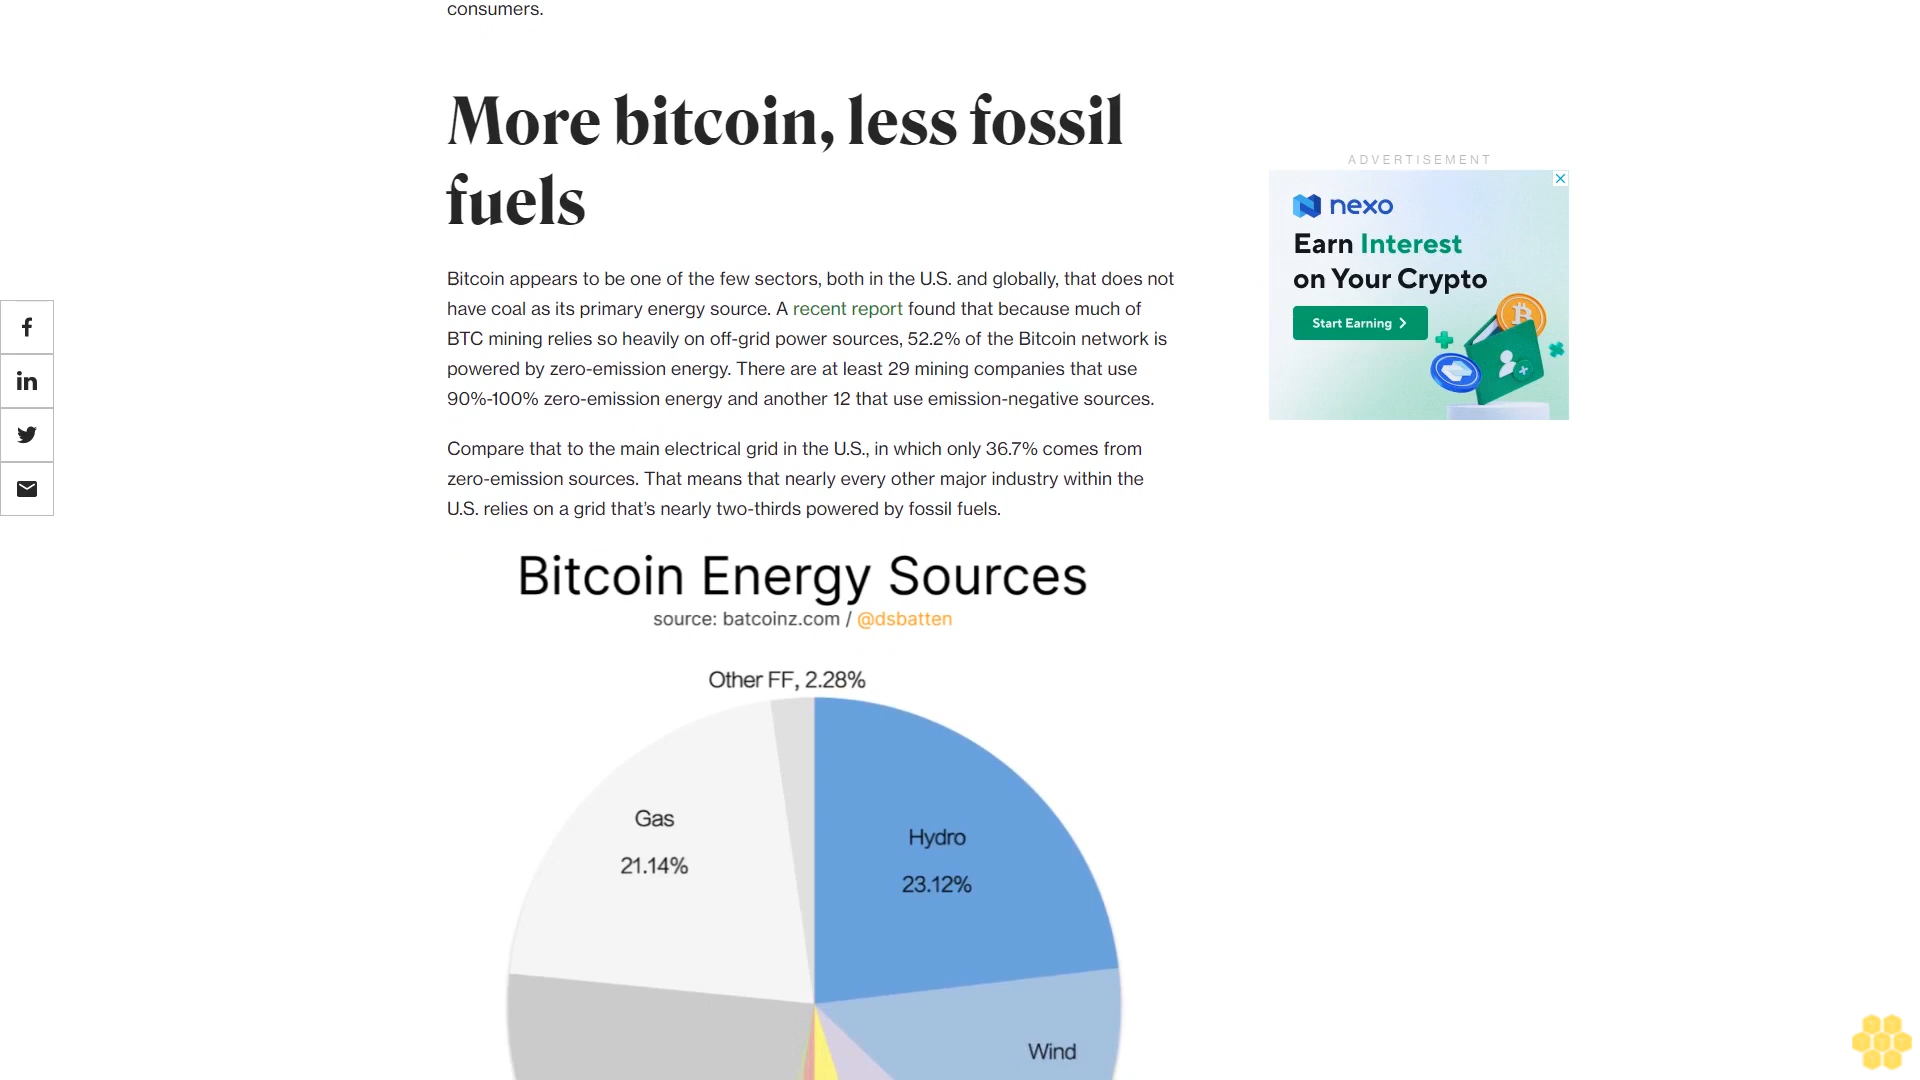 consumers.
More bitcoin, less fossil
fuels
Bitcoin appears to be one of the few sectors, both in the U.S. and globally, that does not
have coal as its primary energy source. A recent report found that because much of
BTC mining relies so heavily on off-grid power sources, 52.2% of the Bitcoin network is
powered by zero-emission energy. There are at least 29 mining companies that use
90%-100% zero-emission energy and another 12 that use emission-negative sources.
Compare that to the main electrical grid in the U.S., in which only 36.7% comes from
zero-emission sources. That means that nearly every other major industry within the
U.S. relies on a grid that’s nearly two-thirds powered by fossil fuels.
Bitcoin Energy Sources
source: batcoinz.com / @dsbatten
Other FF, 2.28%
Gas
21.14%
Hydro
23.12%
Wind
ADVERTISEMENT
nexo
Earn Interest
on Your Crypto
Start Earning